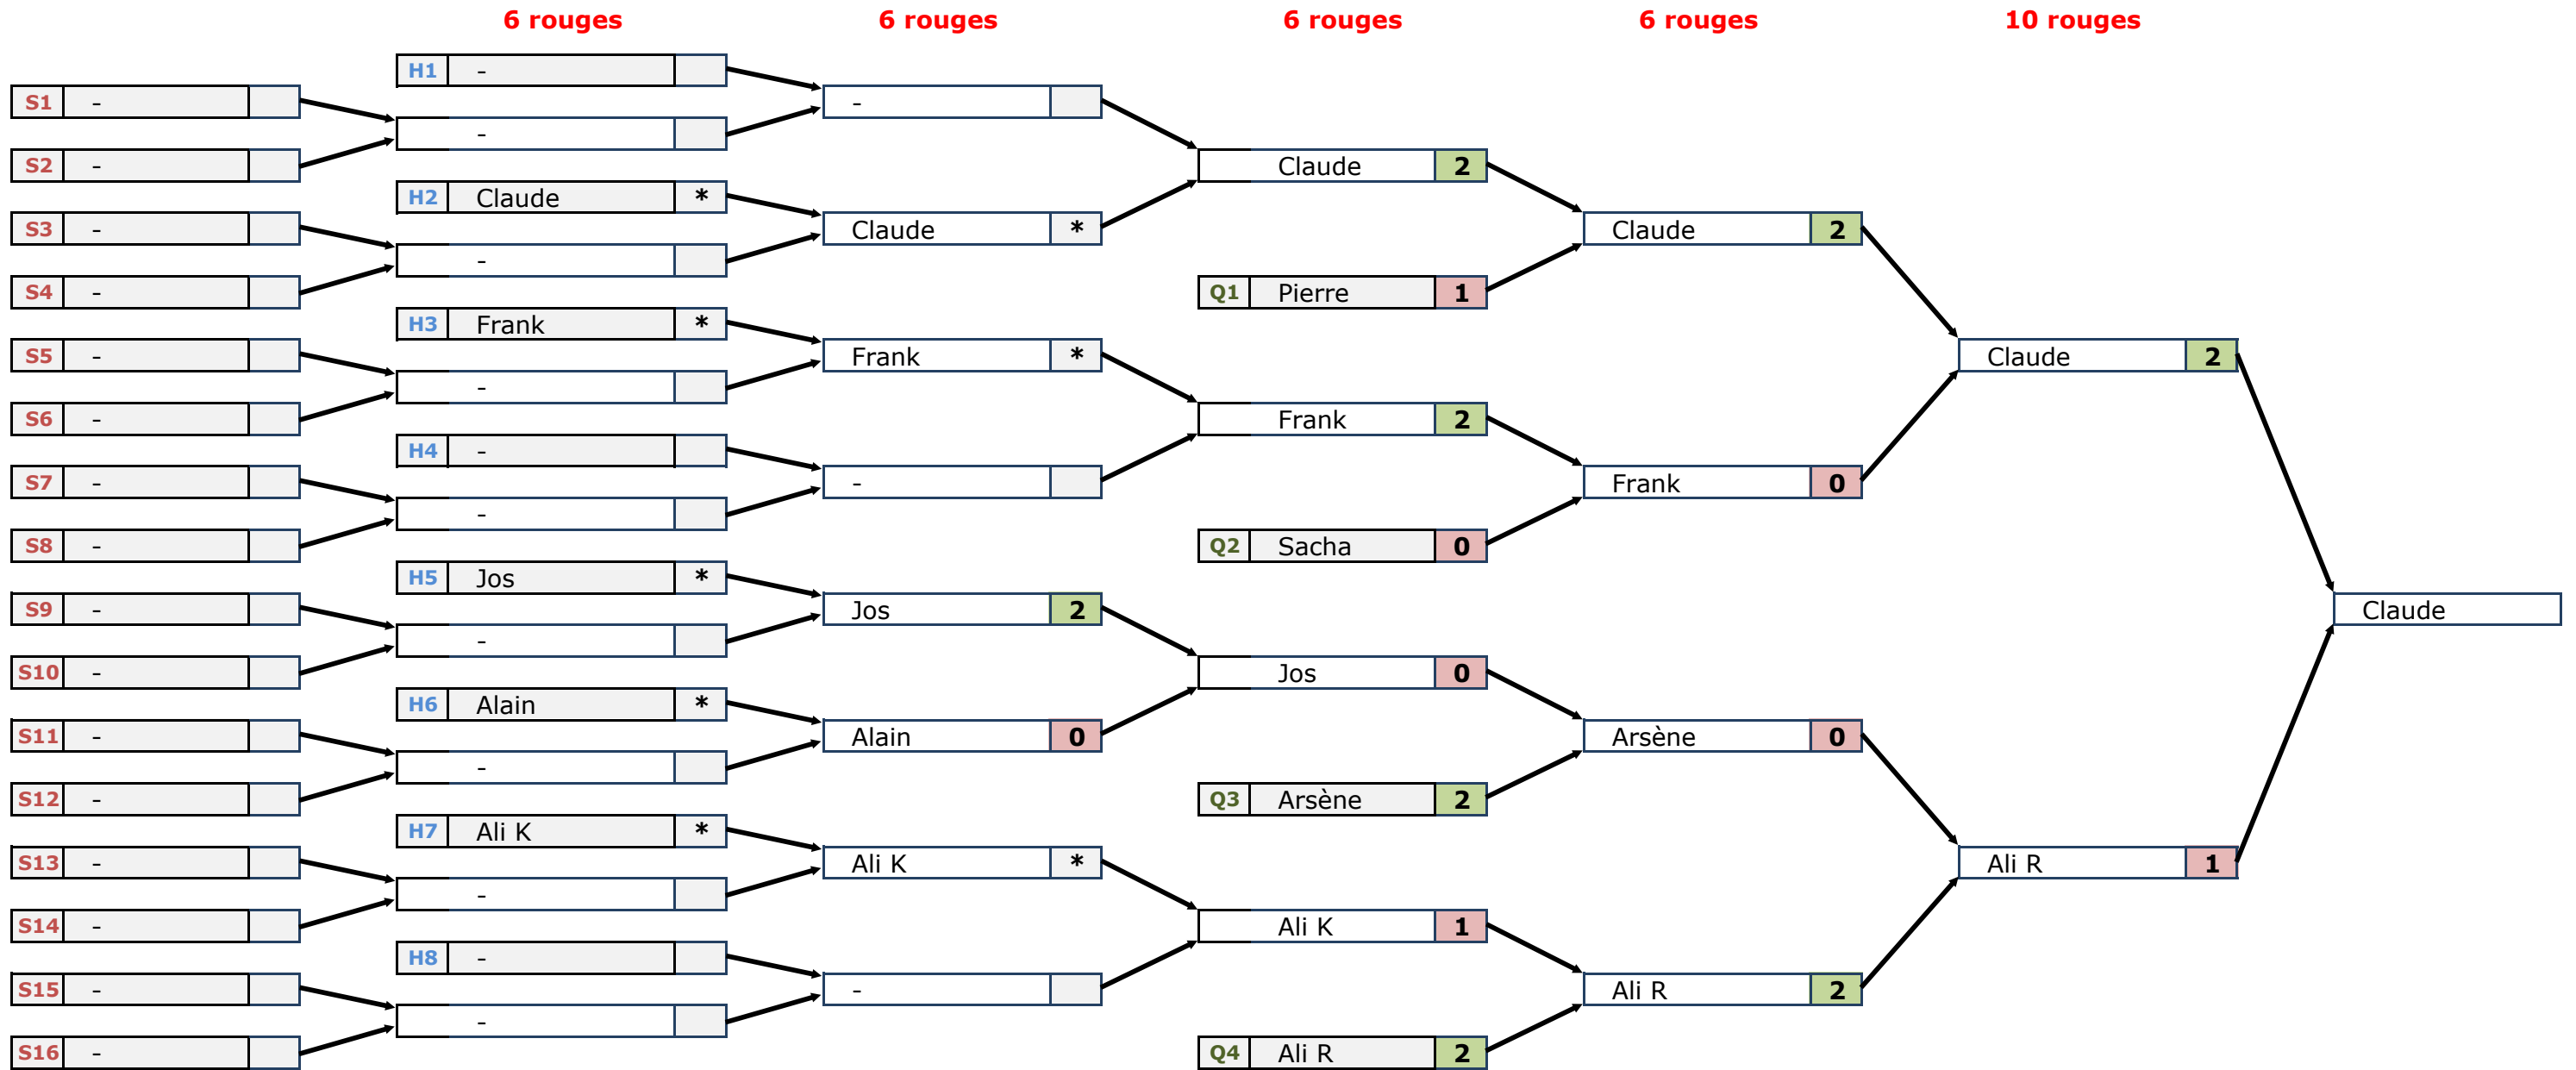 6 rouges 6 rouges 6 rouges 6 rouges 10 rouges
H1 -
S1 - -
-
S2 - Claude 2
H2 Claude *
S3 - Claude * Claude 2
-
S4 - Q1 Pierre 1
H3 Frank *
S5 - Frank * Claude 2
-
S6 - Frank 2
H4 -
S7 - - Frank 0
-
S8 - Q2 Sacha 0
H5 Jos *
S9 - Jos 2 Claude
-
S10 - Jos 0
H6 Alain *
S11 - Alain 0 Arsène 0
-
S12 - Q3 Arsène 2
H7 Ali K *
S13 - Ali K * Ali R 1
-
S14 - Ali K 1
H8 -
S15 - - Ali R 2
-
S16 - Q4 Ali R 2